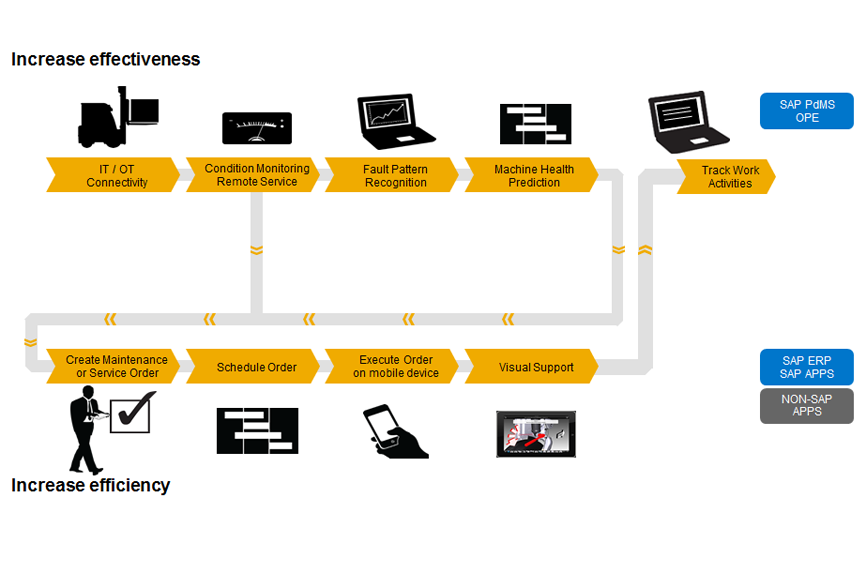 Increase effectiveness
SAP PdMS
OPE
IT / OT
Connectivity
Condition Monitoring
Remote Service
Fault Pattern
Recognition
Machine Health
Prediction
Track Work
Activities
Create Maintenance
or Service Order
Schedule Order
Execute Order
on mobile device
Visual Support
SAP ERP
SAP APPS
NON-SAP
APPS
Increase efficiency